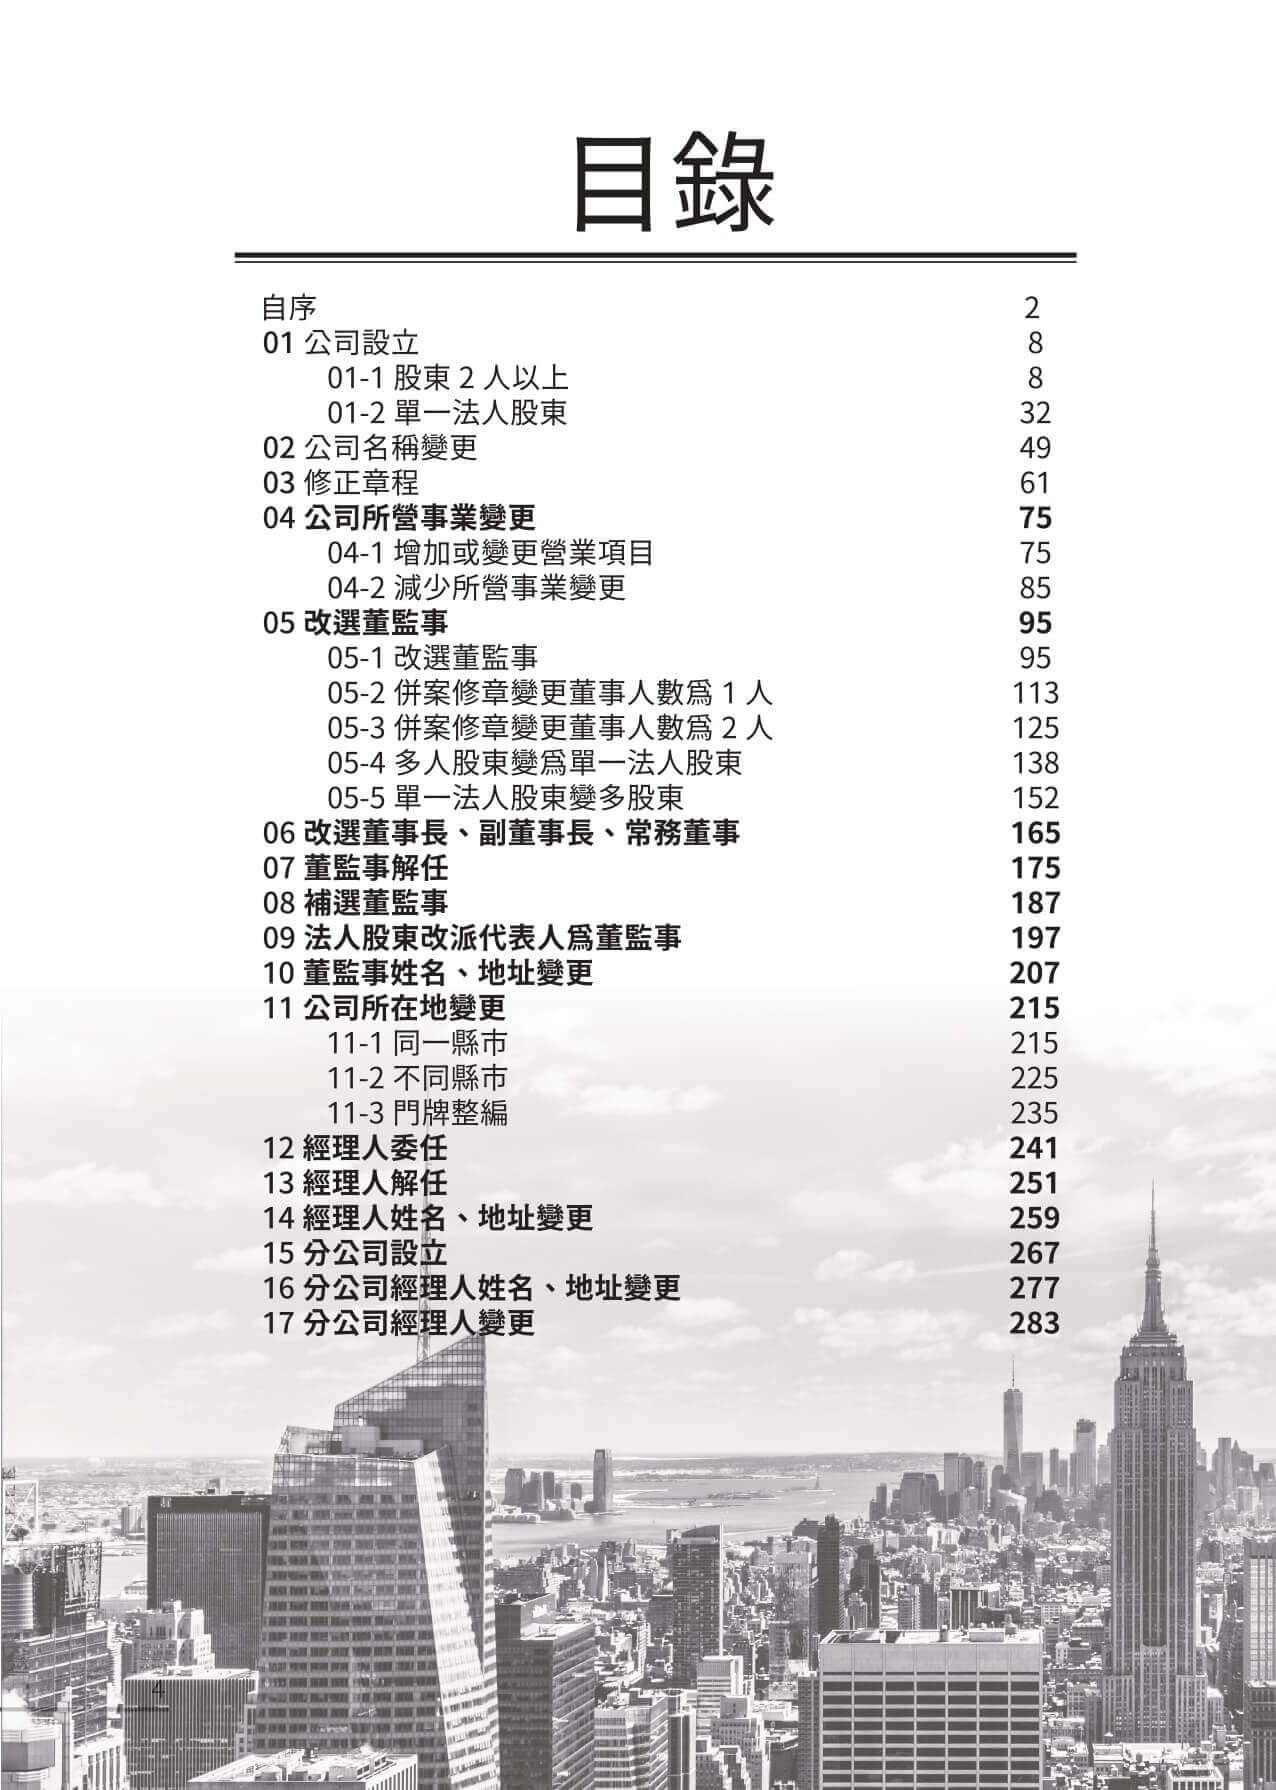 目錄
自序 2
01 公司設立 8
01-1 股東 2 人以上 8
01-2 單一法人股東 32
02 公司名稱變更 49
03 修正章程 61
04 公司所營事業變更 75
04-1 增加或變更營業項目 75
04-2 減少所營事業變更 85
05 改選董監事 95
05-1 改選董監事 95
05-2 併案修章變更董事人數爲 1 人 113
05-3 併案修章變更董事人數爲 2 人 125
05-4 多人股東變爲單一法人股東 138
05-5 單一法人股東變多股東 152
06 改選董事長、副董事長、常務董事 165
07 董監事解任 175
08 補選董監事 187
09 法人股東改派代表人爲董監事 197
10 董監事姓名、地址變更 207
11 公司所在地變更 215
11-1 同一縣市 215
11-2 不同縣市 225
11-3 門牌整編 235
12 經理人委任 241
13 經理人解任 251
14 經理人姓名、地址變更 259
15 分公司設立 267
16 分公司經理人姓名、地址變更 277
17 分公司經理人變更 283
4